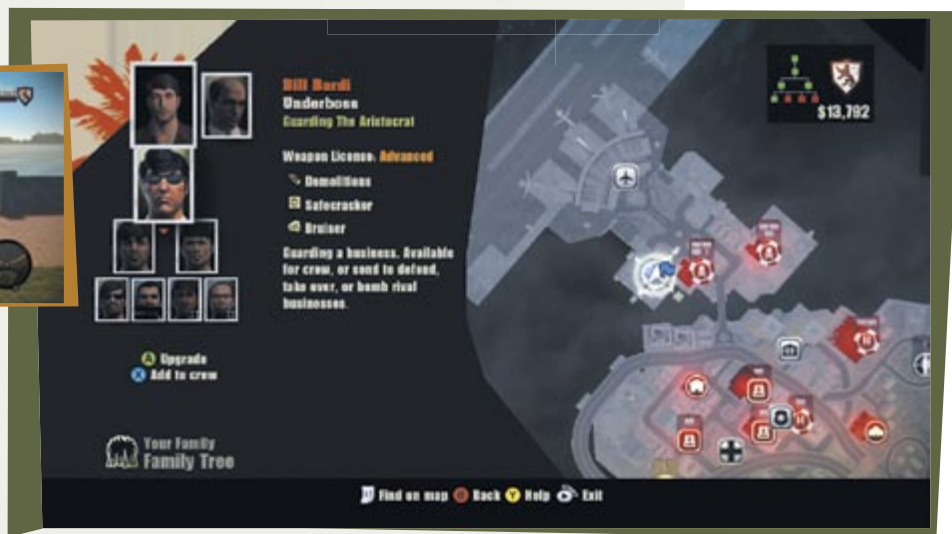 Bill Bardi
Underboss
Guarding The Aristocrat
Weapon License: Advanced
Demolitions
Safecracker
Bruiser
Guarding a business. Available
for crew, or send to defend,
take over, or bomb rival
businesses.
$13,792
A Upgrade
X Add to crew
Your Family
Family Tree
Find on map Back Y Help Exit